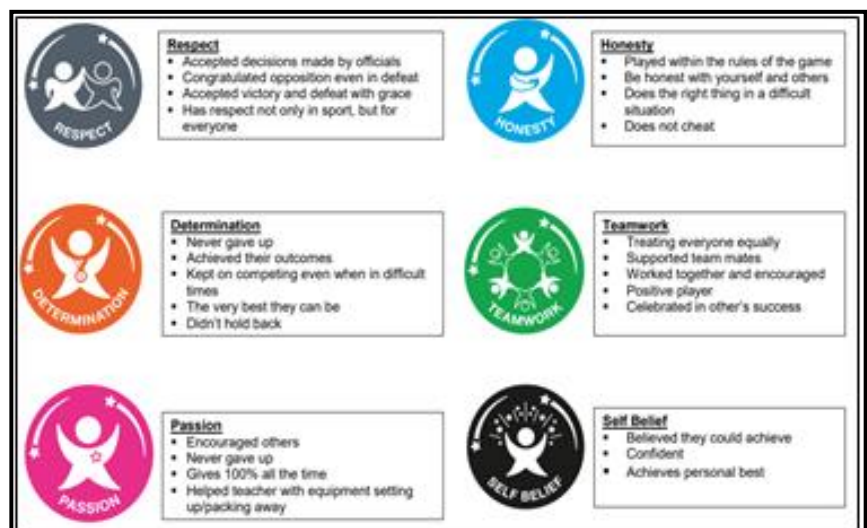 RESPECT
Respect
▪ Accepted decisions made by officials
▪ Congratulated opposition even in defeat
▪ Accepted victory and defeat with grace
▪ Has respect not only in sport, but for
everyone
HONESTY
Honesty
▪ Played within the rules of the game
▪ Be honest with yourself and others
▪ Does the right thing in a difficult
situation
▪ Does not cheat
DETERMINATION
Determination
▪ Never gave up
▪ Achieved their outcomes
▪ Kept on competing even when in difficult
times
▪ The very best they can be
▪ Didn't hold back
TEAMWORK
Teamwork
▪ Treating everyone equally
▪ Supported team mates
▪ Worked together and encouraged
▪ Positive player
▪ Celebrated in other's success
PASSION
Passion
▪ Encouraged others
▪ Never gave up
▪ Gives 100% all the time
▪ Helped teacher with equipment setting
up/packing away
SELF BELIEF
Self Belief
▪ Believed they could achieve
▪ Confident
▪ Achieves personal best